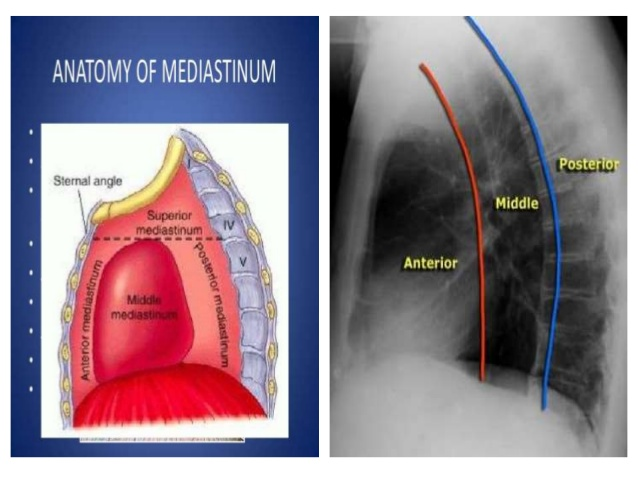 ANATOMY OF MEDIASTINUM
Sternal angle
Superior
mediastinum
IV
V
Anterior mediastinum
Middle
mediastinum
Posterior mediastinum
Anterior
Middle
Posterior